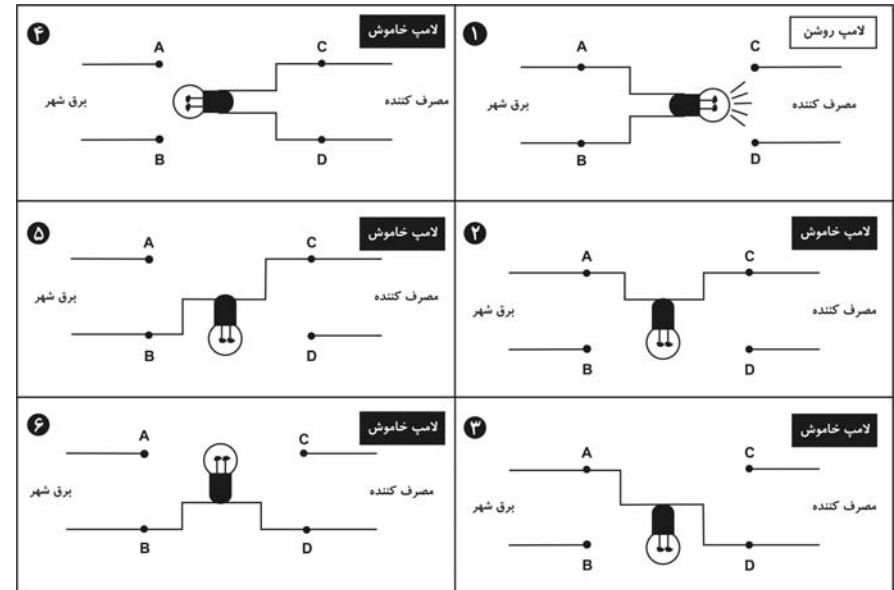 ۱
لامپ روشن
A
C
برق شهر
مصرف کننده
B
D
۲
لامپ خاموش
A
C
برق شهر
مصرف کننده
B
D
۳
لامپ خاموش
A
C
برق شهر
مصرف کننده
B
D
۴
لامپ خاموش
A
C
برق شهر
مصرف کننده
B
D
۵
لامپ خاموش
A
C
برق شهر
مصرف کننده
B
D
۶
لامپ خاموش
A
C
برق شهر
مصرف کننده
B
D